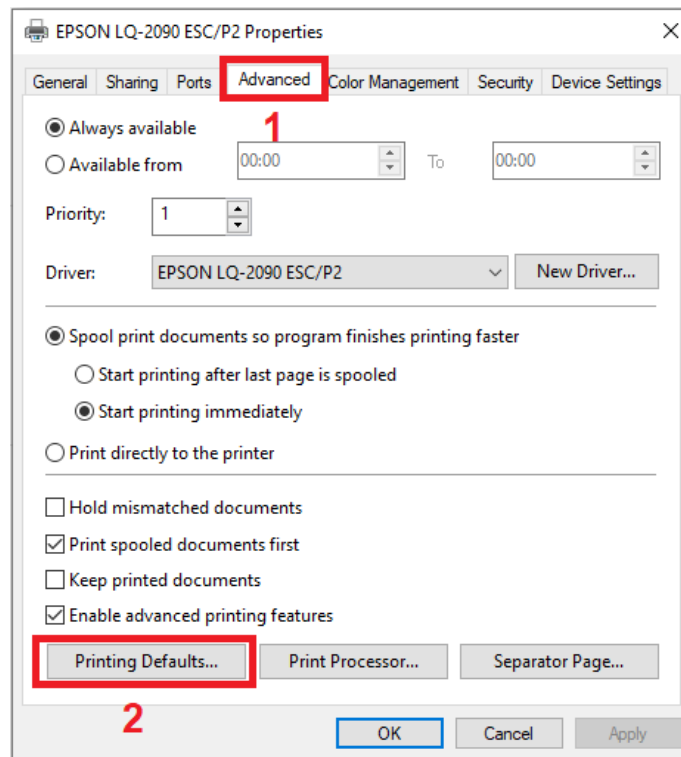 EPSON LQ-2090 ESC/P2 Properties
General Sharing Ports Advanced Color Management Security Device Settings
1
Always available
Available from 00:00 To 00:00
Priority: 1
Driver: EPSON LQ-2090 ESC/P2 New Driver...
Spool print documents so program finishes printing faster
Start printing after last page is spooled
Start printing immediately
Print directly to the printer
Hold mismatched documents
Print spooled documents first
Keep printed documents
Enable advanced printing features
Printing Defaults... Print Processor... Separator Page...
2
OK Cancel Apply